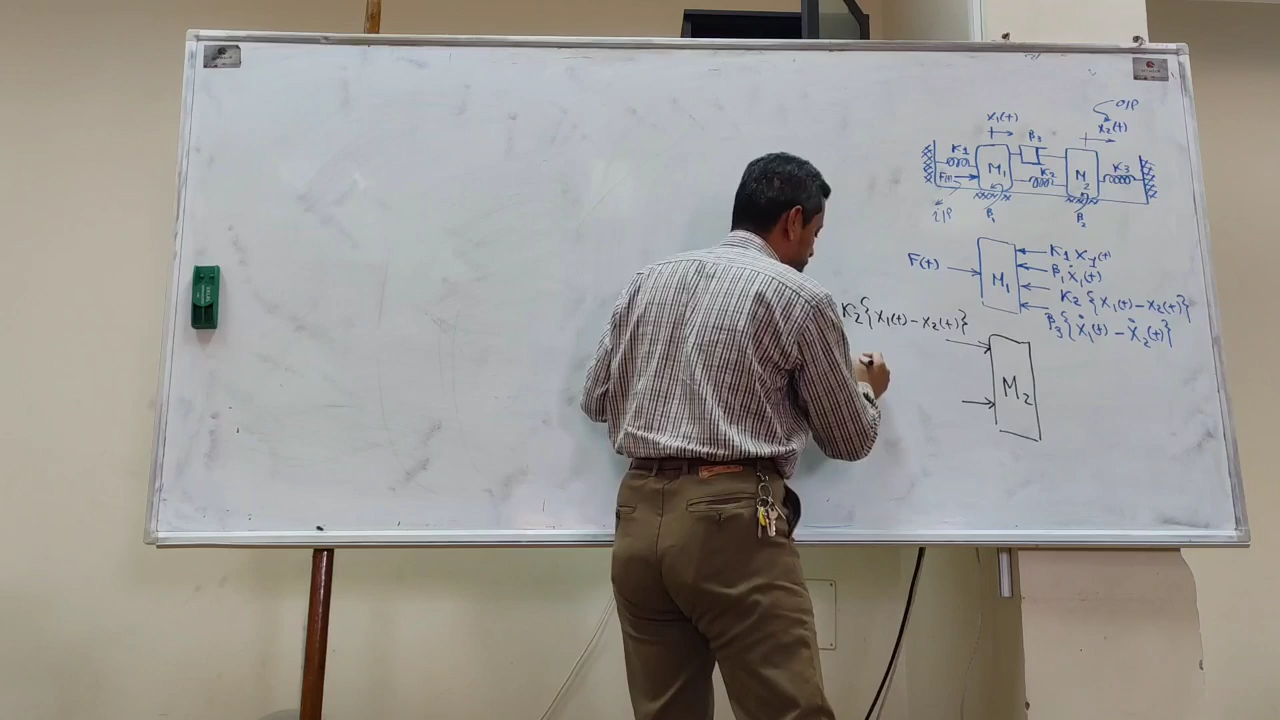 o/p
x₁(t)
B₃
x₂(t)
K₁
M₁
K₂
M₂
K₃
F(t)
i/p
B₁
B₂
F(t)
M₁
K₁ x₁(t)
B₁ ẋ₁(t)
K₂ {x₁(t) - x₂(t)}
B₃ {ẋ₁(t) - ẋ₂(t)}
K₂ {x₁(t) - x₂(t)}
M₂